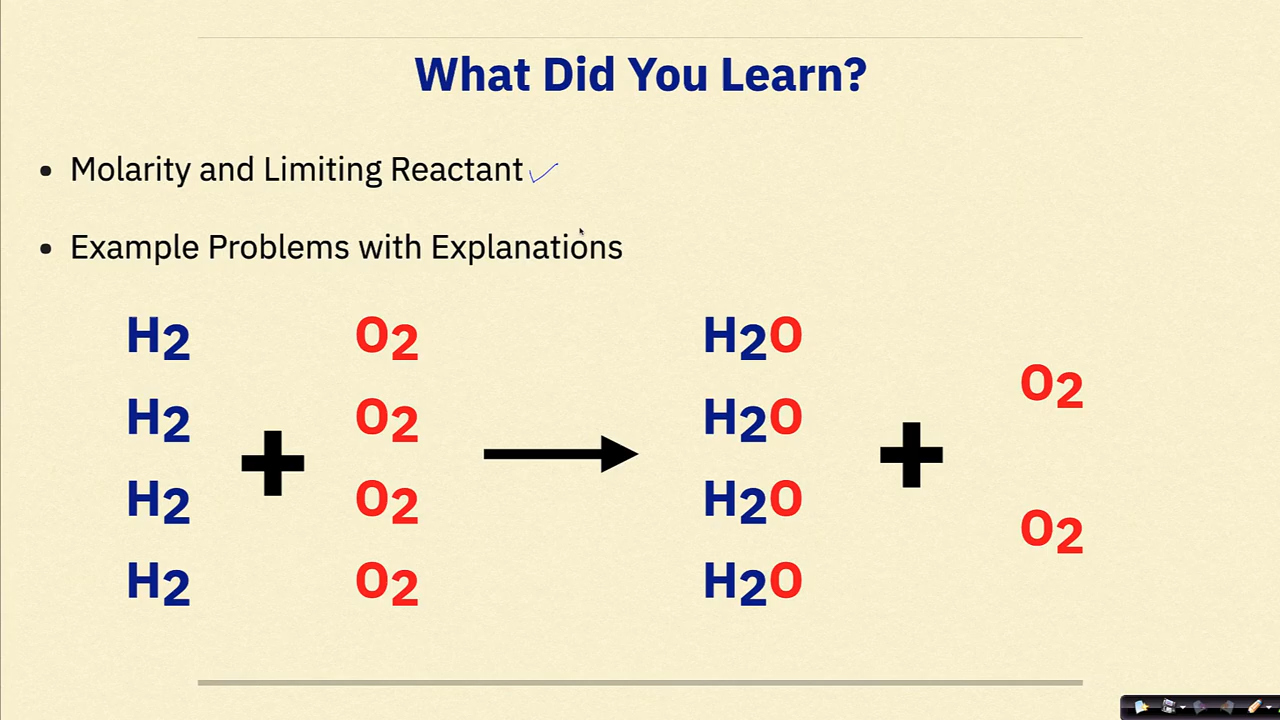 What Did You Learn?
• Molarity and Limiting Reactant ✓
• Example Problems with Explanations
H2 O2 H2O
O2
H2 O2 H2O
+ → +
H2 O2 H2O
O2
H2 O2 H2O